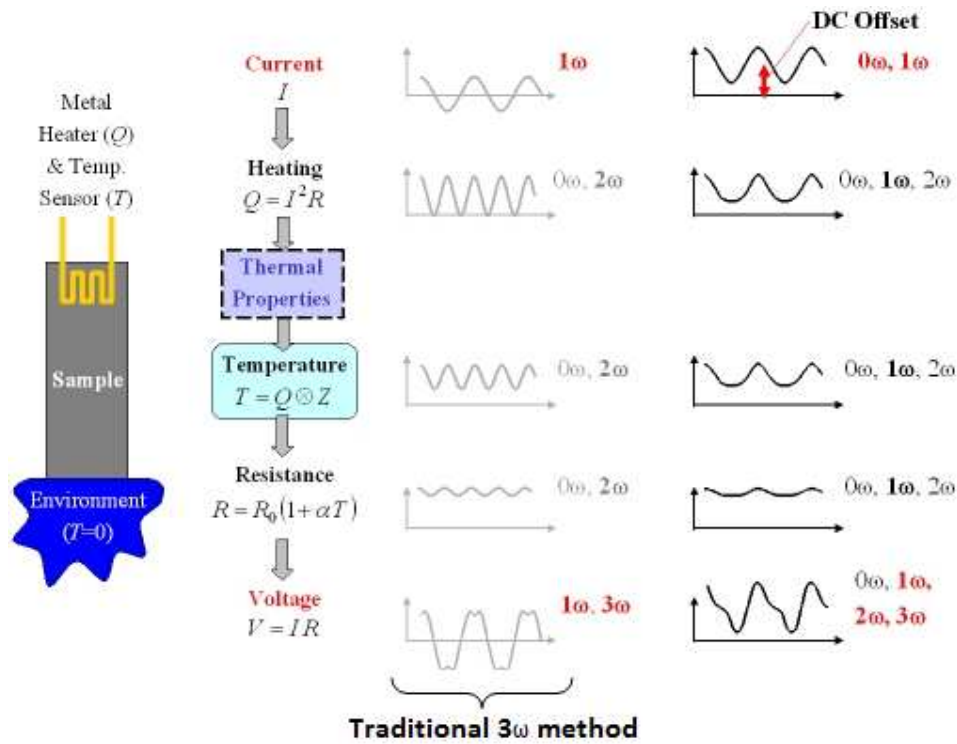 Metal
Heater (Q)
& Temp.
Sensor (T)
Sample
Environment
(T=0)
Current
I
Heating
Q = I²R
Thermal
Properties
Temperature
T = Q ⊗ Z
Resistance
R = R₀(1 + αT)
Voltage
V = I R
1ω
0ω, 2ω
0ω, 2ω
0ω, 2ω
1ω, 3ω
Traditional 3ω method
DC Offset
0ω, 1ω
0ω, 1ω, 2ω
0ω, 1ω, 2ω
0ω, 1ω, 2ω
0ω, 1ω,
2ω, 3ω